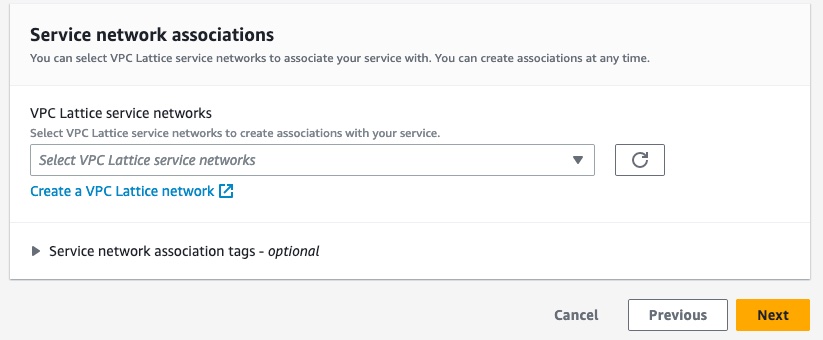 Service network associations
You can select VPC Lattice service networks to associate your service with. You can create associations at any time.
VPC Lattice service networks
Select VPC Lattice service networks to create associations with your service.
Select VPC Lattice service networks
Create a VPC Lattice network
Service network association tags - optional
Cancel Previous Next